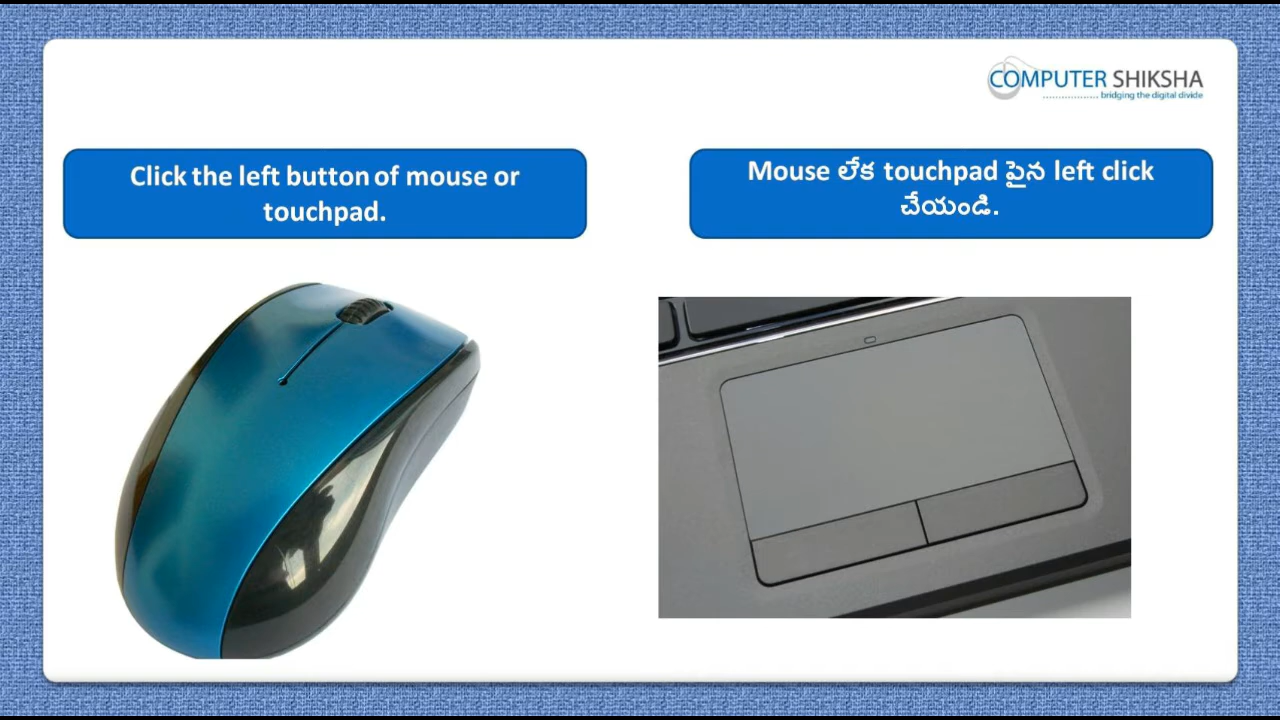 COMPUTER SHIKSHA
bridging the digital divide
Click the left button of mouse or
touchpad.
Mouse లేక touchpad పైన left click
చేయండి.